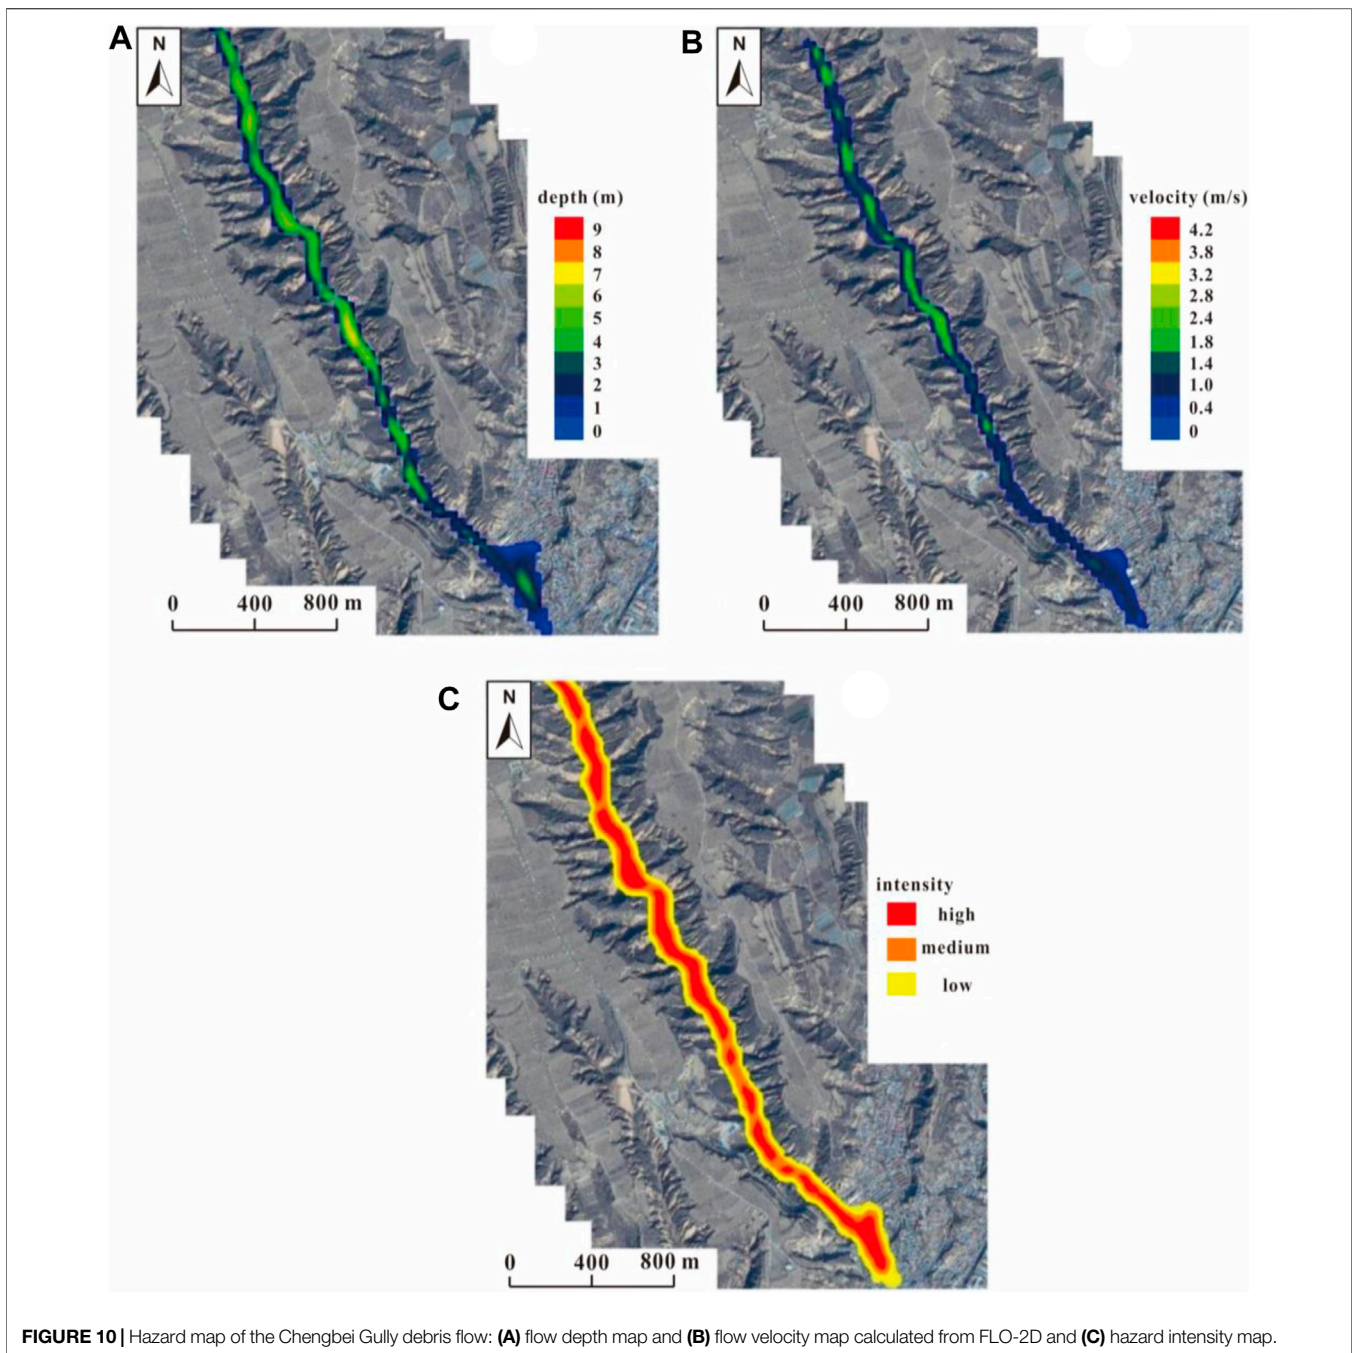 A
N
depth (m)
9
8
7
6
5
4
3
2
1
0
0 400 800 m
B
N
velocity (m/s)
4.2
3.8
3.2
2.8
2.4
1.8
1.4
1.0
0.4
0
0 400 800 m
C
N
intensity
high
medium
low
0 400 800 m
FIGURE 10 | Hazard map of the Chengbei Gully debris flow: (A) flow depth map and (B) flow velocity map calculated from FLO-2D and (C) hazard intensity map.